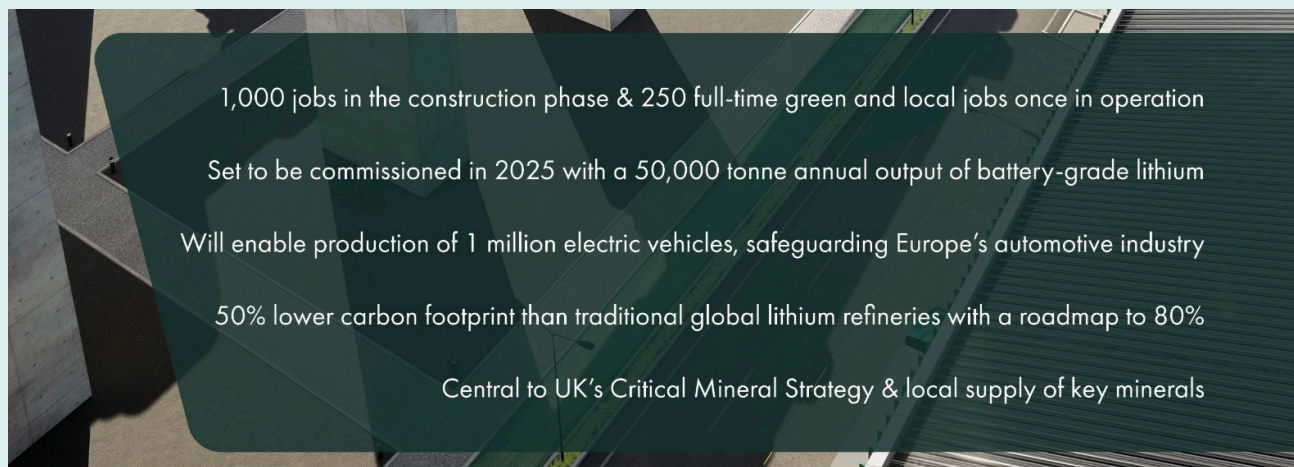 1,000 jobs in the construction phase & 250 full-time green and local jobs once in operation
Set to be commissioned in 2025 with a 50,000 tonne annual output of battery-grade lithium
Will enable production of 1 million electric vehicles, safeguarding Europe’s automotive industry
50% lower carbon footprint than traditional global lithium refineries with a roadmap to 80%
Central to UK’s Critical Mineral Strategy & local supply of key minerals